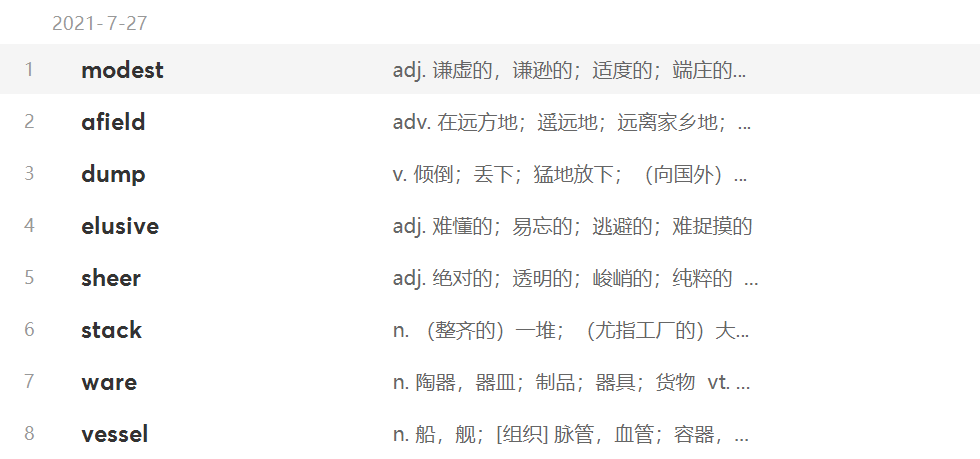 2021-7-27
1 modest adj. 谦虚的，谦逊的；适度的；端庄的...
2 afield adv. 在远方地；遥远地；远离家乡地；...
3 dump v. 倾倒；丢下；猛地放下；（向国外）...
4 elusive adj. 难懂的；易忘的；逃避的；难捉摸的
5 sheer adj. 绝对的；透明的；峻峭的；纯粹的 ...
6 stack n. （整齐的）一堆；（尤指工厂的）大...
7 ware n. 陶器，器皿；制品；器具；货物 vt. ...
8 vessel n. 船，舰；[组织] 脉管，血管；容器，...